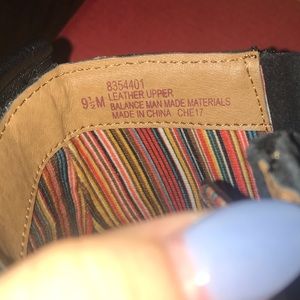 8354401
9½M LEATHER UPPER
BALANCE MAN MADE MATERIALS
MADE IN CHINA CHE17